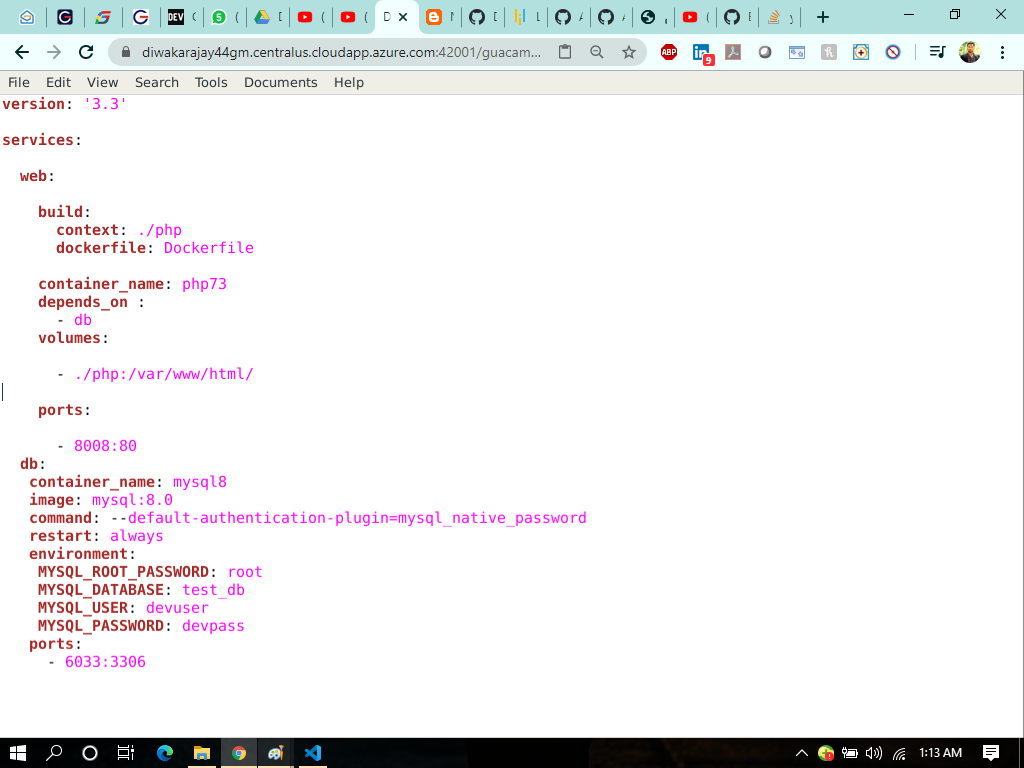 DEV
5
diwakarajay44gm.centralus.cloudapp.azure.com:42001/guacam...
ABP
9
File Edit View Search Tools Documents Help
version: '3.3'
services:
web:
build:
context: ./php
dockerfile: Dockerfile
container_name: php73
depends_on :
- db
volumes:
- ./php:/var/www/html/
ports:
- 8008:80
db:
container_name: mysql8
image: mysql:8.0
command: --default-authentication-plugin=mysql_native_password
restart: always
environment:
MYSQL_ROOT_PASSWORD: root
MYSQL_DATABASE: test_db
MYSQL_USER: devuser
MYSQL_PASSWORD: devpass
ports:
- 6033:3306
1:13 AM